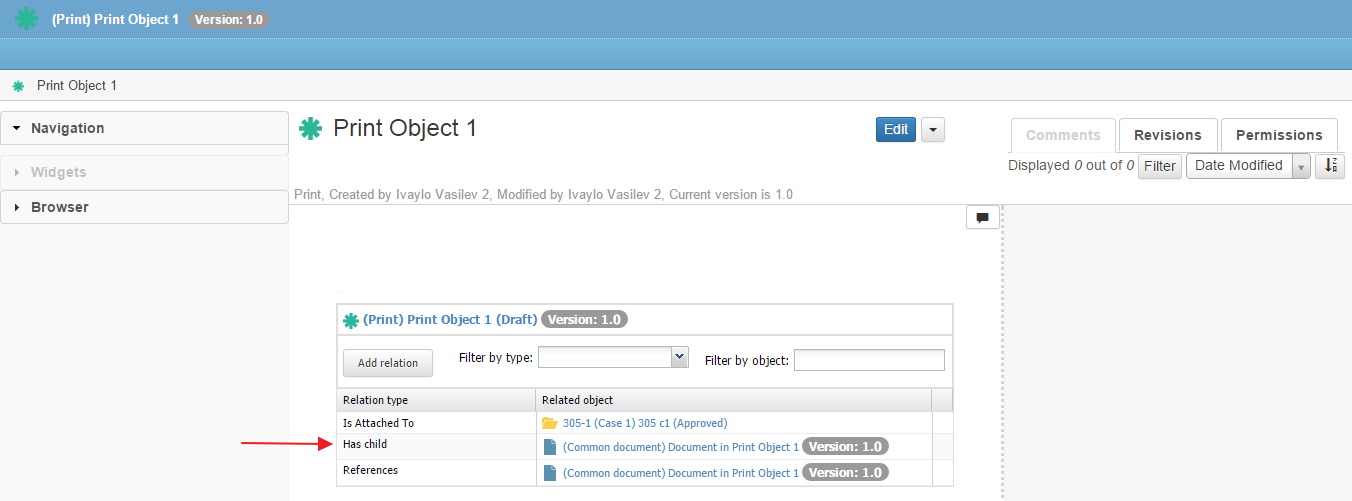 (Print) Print Object 1 Version: 1.0
Print Object 1
Navigation
Widgets
Browser
Print Object 1
Edit
Print, Created by Ivaylo Vasilev 2, Modified by Ivaylo Vasilev 2, Current version is 1.0
Comments Revisions Permissions
Displayed 0 out of 0 Filter Date Modified
(Print) Print Object 1 (Draft) Version: 1.0
Add relation Filter by type: Filter by object:
Relation type Related object
Is Attached To 305-1 (Case 1) 305 c1 (Approved)
Has child (Common document) Document in Print Object 1 Version: 1.0
References (Common document) Document in Print Object 1 Version: 1.0